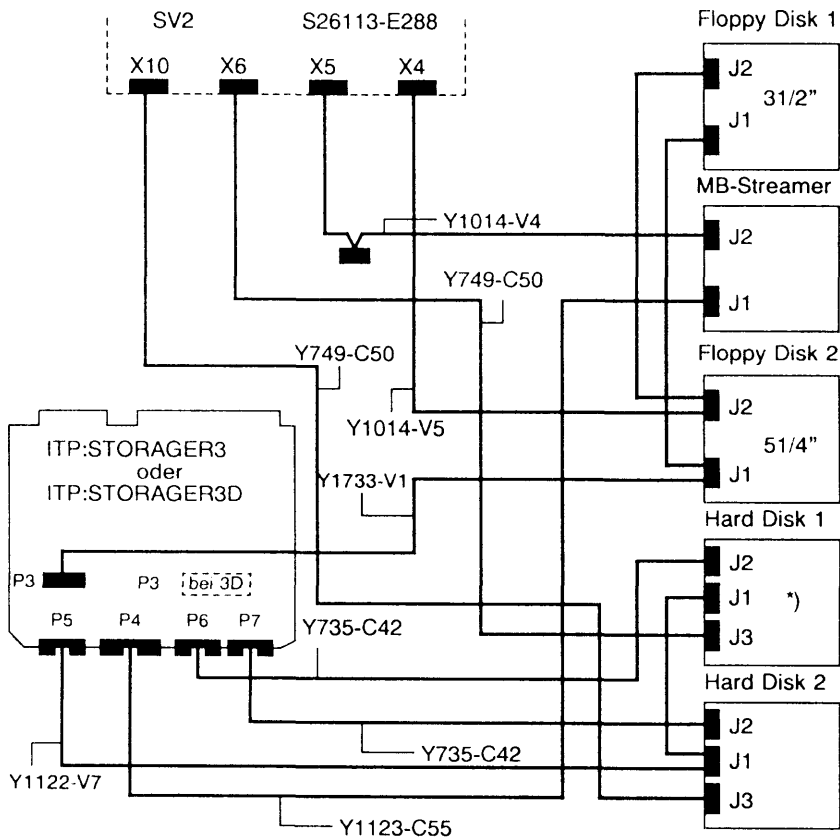 SV2 S26113-E288
X10 X6 X5 X4
Floppy Disk 1
J2
31/2"
J1
MB-Streamer
J2
J1
Y1014-V4
Y749-C50
Floppy Disk 2
J2
51/4"
J1
Y749-C50
Y1014-V5
Y1733-V1
ITP:STORAGER3
oder
ITP:STORAGER3D
P3 P3 bei 3D
P5 P4 P6 P7
Hard Disk 1
J2
J1 *)
J3
Y735-C42
Hard Disk 2
J2
J1
J3
Y735-C42
Y1122-V7
Y1123-C55